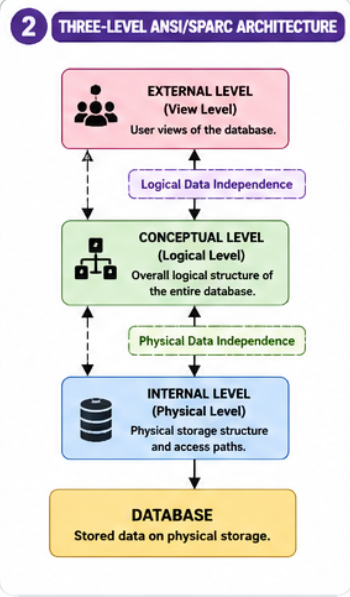 2
THREE-LEVEL ANSI/SPARC ARCHITECTURE
EXTERNAL LEVEL
(View Level)
User views of the database.
Logical Data Independence
CONCEPTUAL LEVEL
(Logical Level)
Overall logical structure of
the entire database.
Physical Data Independence
INTERNAL LEVEL
(Physical Level)
Physical storage structure
and access paths.
DATABASE
Stored data on physical storage.